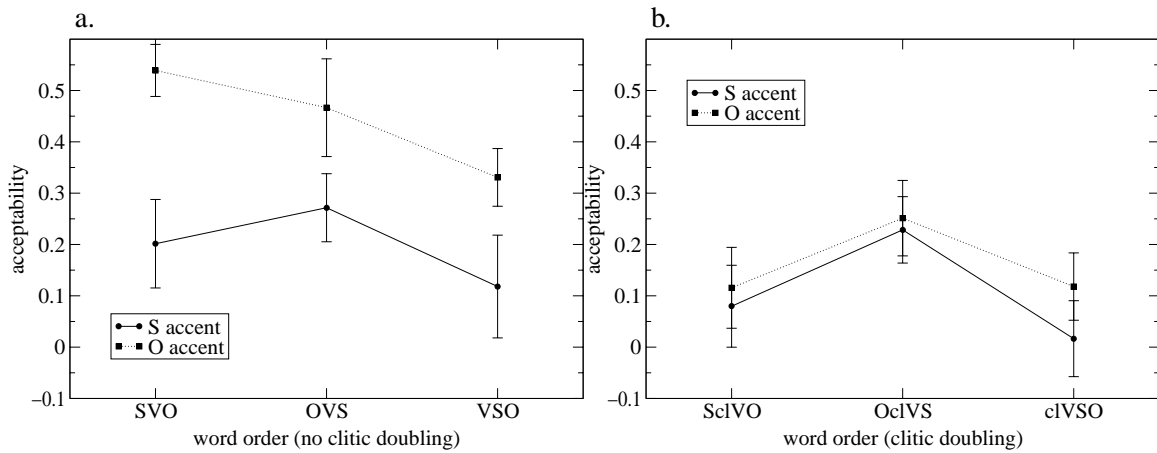 a.
0.5
0.4
0.3
0.2
0.1
0
−0.1
acceptability
S accent
O accent
SVO OVS VSO
word order (no clitic doubling)
b.
0.5
0.4
0.3
0.2
0.1
0
−0.1
acceptability
S accent
O accent
SclVO OclVS clVSO
word order (clitic doubling)